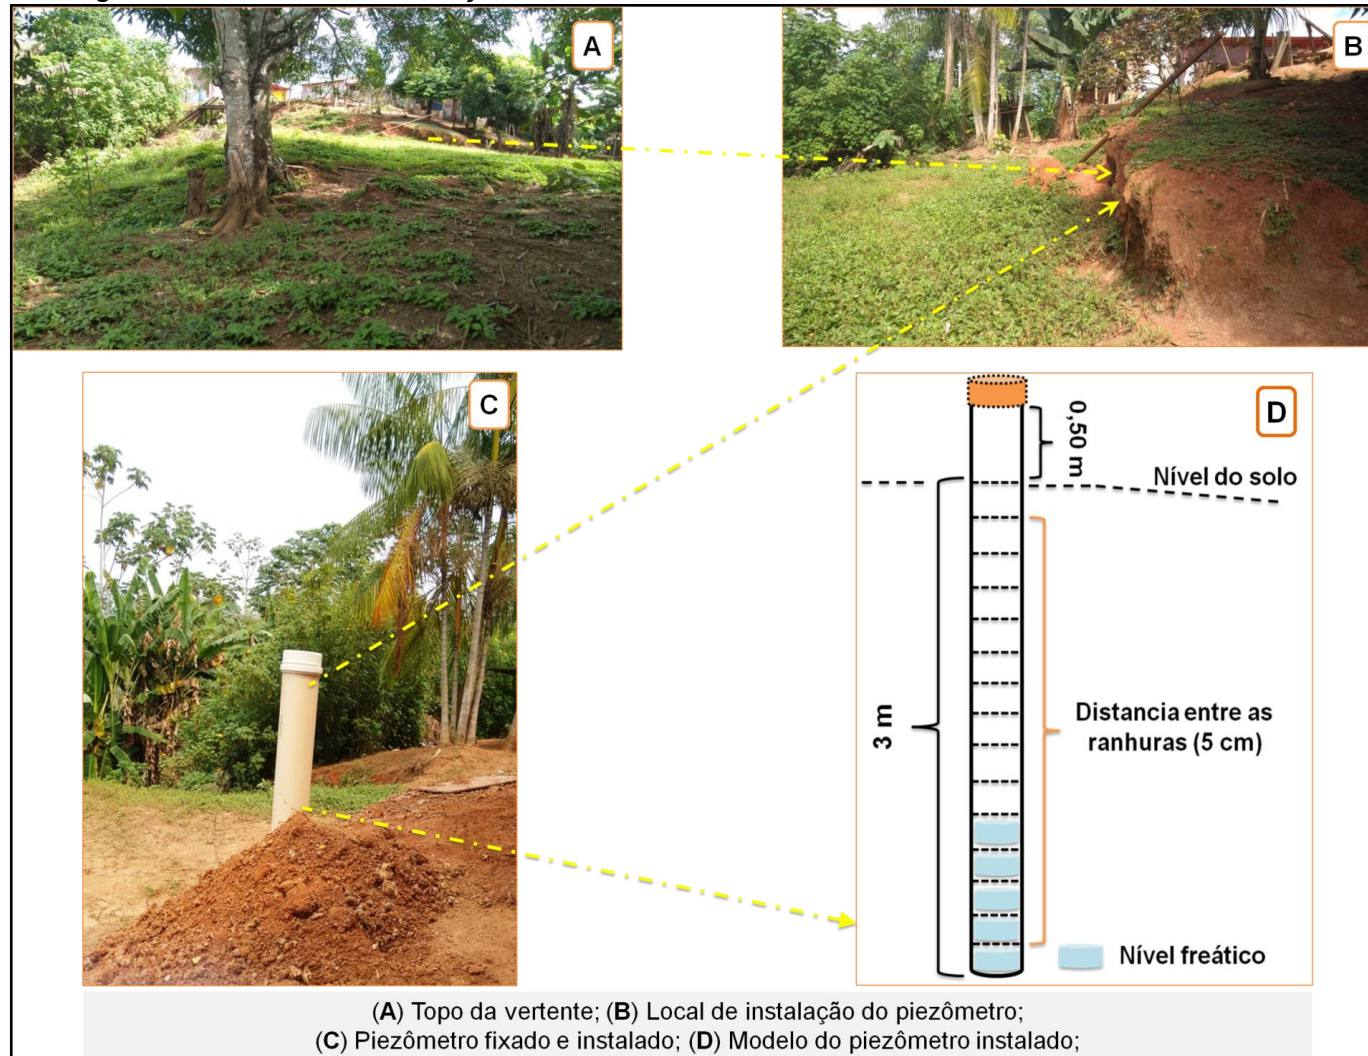 A
B
C
D
0,50 m
Nível do solo
3 m
Distancia entre as
ranhuras (5 cm)
Nível freático
(A) Topo da vertente; (B) Local de instalação do piezômetro;
(C) Piezômetro fixado e instalado; (D) Modelo do piezômetro instalado;